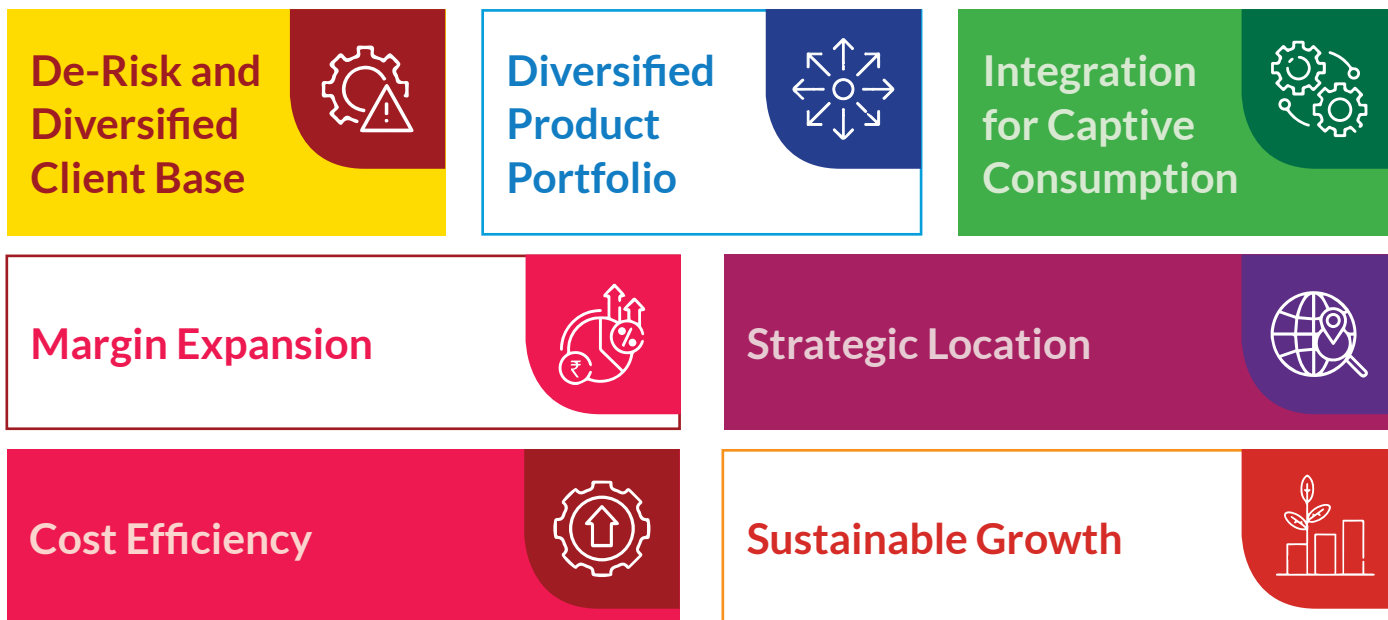 De-Risk and
Diversified
Client Base
Diversified
Product
Portfolio
Integration
for Captive
Consumption
Margin Expansion
%
₹
Strategic Location
Cost Efficiency
Sustainable Growth